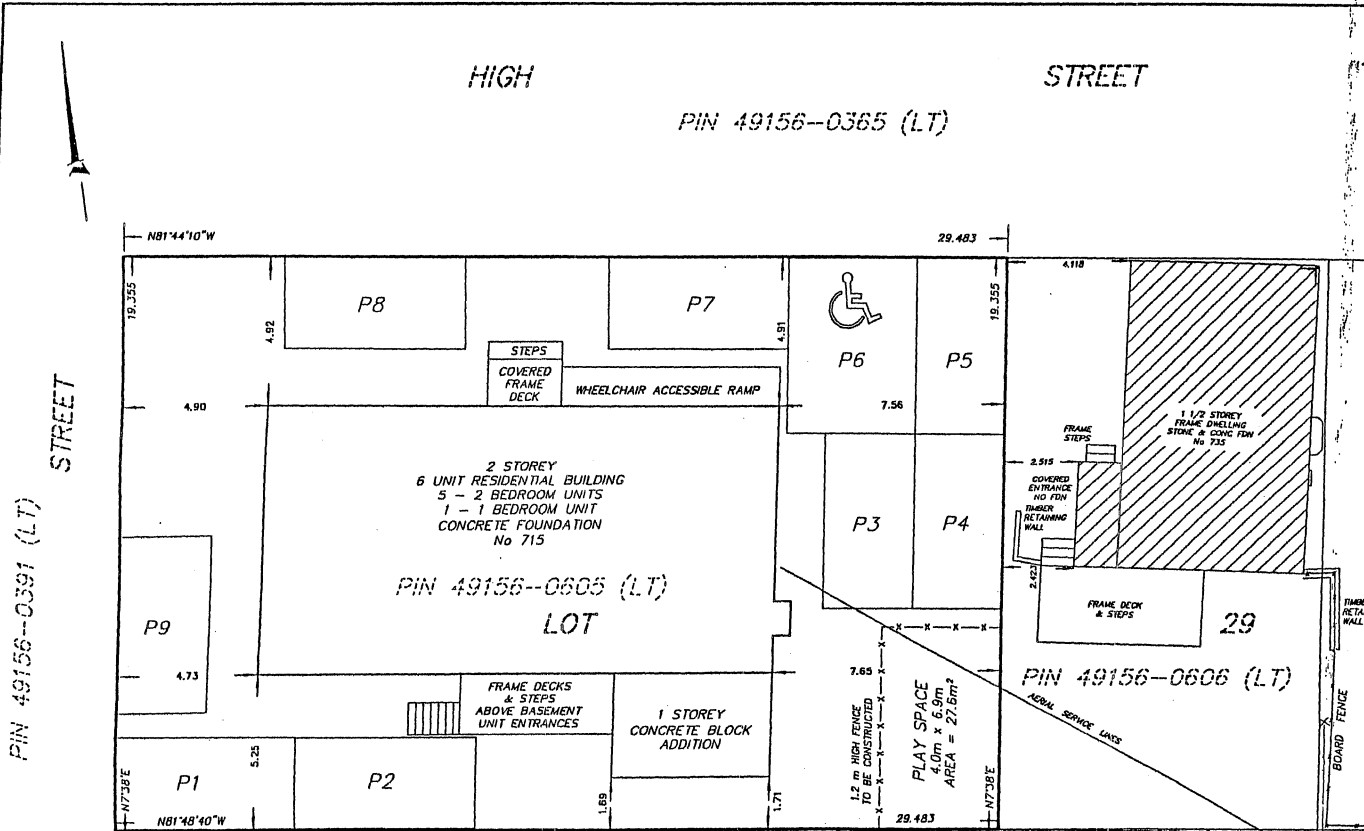 HIGH STREET
PIN 49156--0365 (LT)
N81°44'10"W
29.483
19.355
4.92
P8
P7
4.91
P6
P5
19.355
4.118
STEPS
COVERED
FRAME
DECK
WHEELCHAIR ACCESSIBLE RAMP
4.90
7.56
STREET
PIN 49156--0391 (LT)
2 STOREY
6 UNIT RESIDENTIAL BUILDING
5 - 2 BEDROOM UNITS
1 - 1 BEDROOM UNIT
CONCRETE FOUNDATION
No 715
PIN 49156--0605 (LT)
LOT
P3
P4
1 1/2 STOREY
FRAME DWELLING
STONE & CONC FDN
No 735
FRAME
STEPS
2.515
COVERED
ENTRANCE
NO FDN
TIMBER
RETAINING
WALL
2.423
FRAME DECK
& STEPS
29
PIN 49156--0606 (LT)
TIMBE
RETA
WALL
P9
4.73
7.65
FRAME DECKS
& STEPS
ABOVE BASEMENT
UNIT ENTRANCES
1 STOREY
CONCRETE BLOCK
ADDITION
1.2 m HIGH FENCE
TO BE CONSTRUCTED
PLAY SPACE
4.0m x 6.9m
AREA = 27.6m²
AERIAL SERVICE LINES
BOARD FENCE
N7°38'E
P1
5.25
P2
1.69
1.71
N7°38'E
N81°48'40"W
29.483